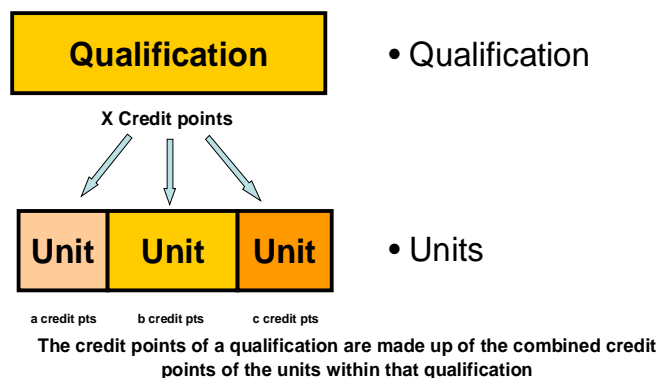 Qualification
• Qualification
X Credit points
Unit Unit Unit
• Units
a credit pts b credit pts c credit pts
The credit points of a qualification are made up of the combined credit
points of the units within that qualification